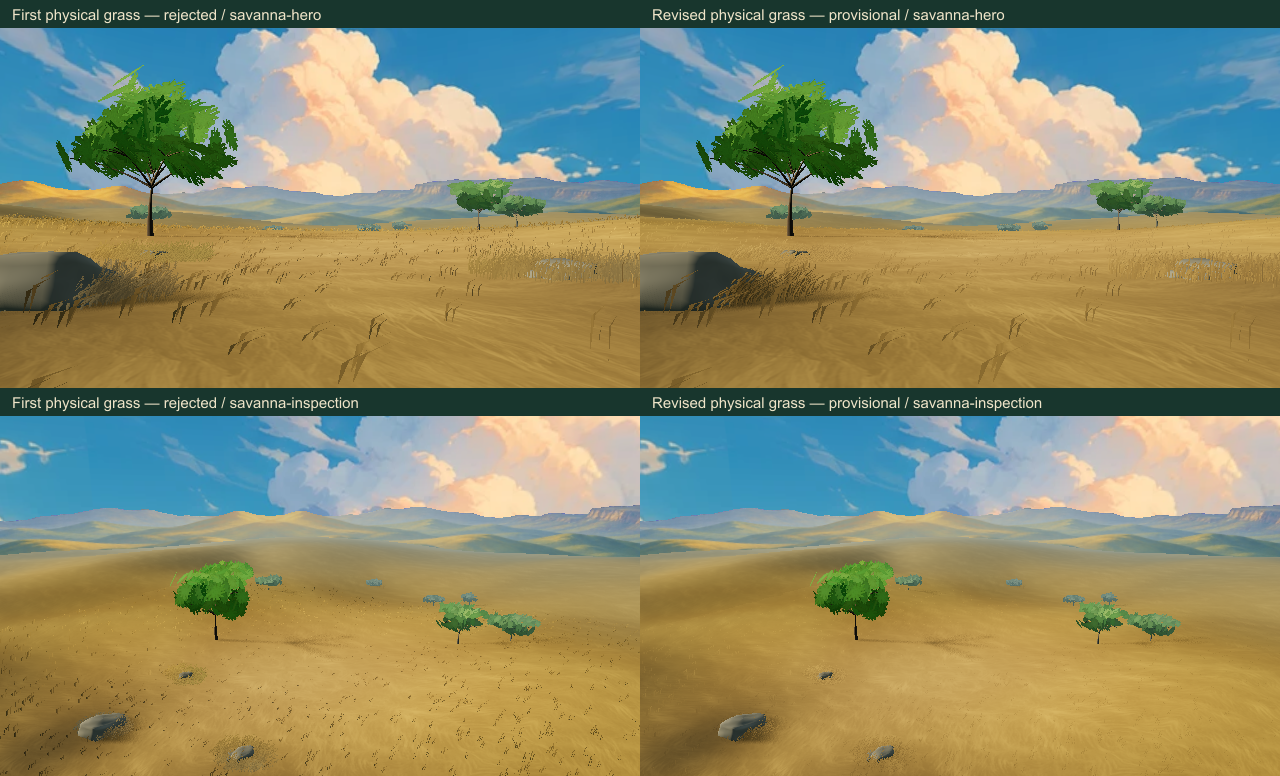 First physical grass — rejected / savanna-hero
Revised physical grass — provisional / savanna-hero
First physical grass — rejected / savanna-inspection
Revised physical grass — provisional / savanna-inspection